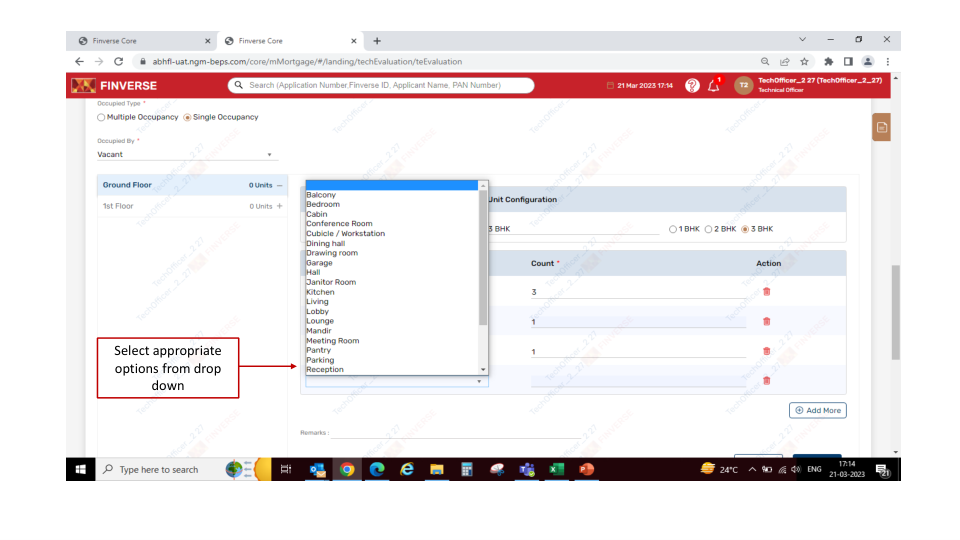 Finverse Core
Finverse Core
abhfl-uat.ngm-beps.com/core/mMortgage/#/landing/techEvaluation/teEvaluation
FINVERSE
Search (Application Number,Finverse ID, Applicant Name, PAN Number)
21 Mar 2023 17:14
T2
TechOfficer_2 27 (TechOfficer_2_27)
Technical Officer
Occupied Type *
Multiple Occupancy
Single Occupancy
Occupied By *
Vacant
Ground Floor
0 Units
1st Floor
0 Units
Unit Configuration
3 BHK
1 BHK
2 BHK
3 BHK
Balcony
Bedroom
Cabin
Conference Room
Cubicle / Workstation
Dining hall
Drawing room
Garage
Hall
Janitor Room
Kitchen
Living
Lobby
Lounge
Mandir
Meeting Room
Pantry
Parking
Reception
Count *
Action
3
1
1
Select appropriate
options from drop
down
Add More
Remarks :
Type here to search
24°C
ENG
17:14
21-03-2023
21